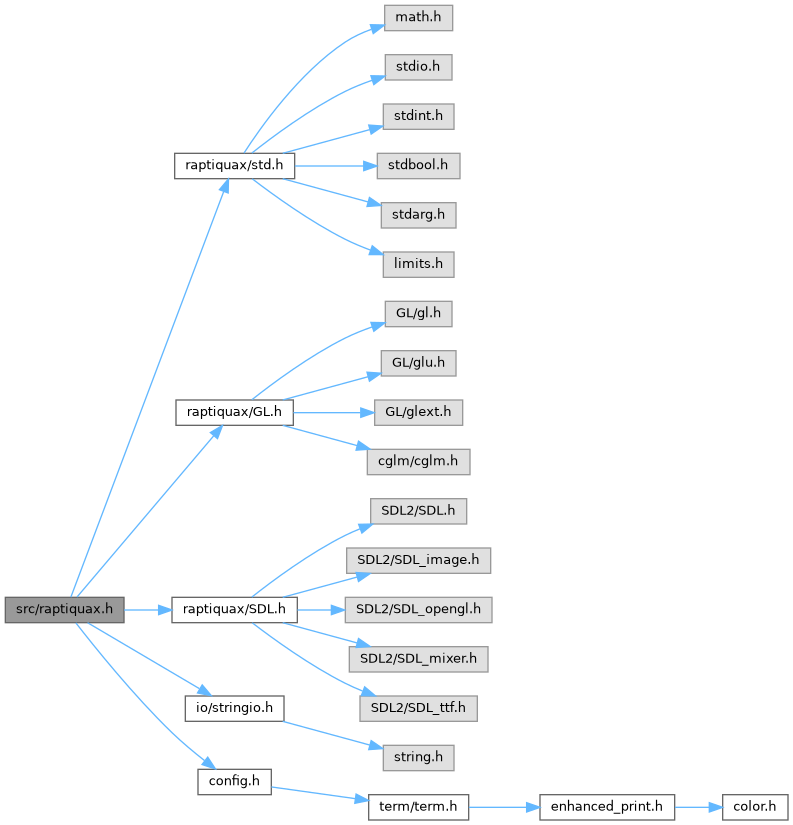 math.h
stdio.h
stdint.h
raptiquax/std.h
stdbool.h
stdarg.h
limits.h
GL/gl.h
GL/glu.h
raptiquax/GL.h
GL/glext.h
cglm/cglm.h
SDL2/SDL.h
SDL2/SDL_image.h
src/raptiquax.h
raptiquax/SDL.h
SDL2/SDL_opengl.h
SDL2/SDL_mixer.h
io/stringio.h
SDL2/SDL_ttf.h
string.h
config.h
term/term.h
enhanced_print.h
color.h